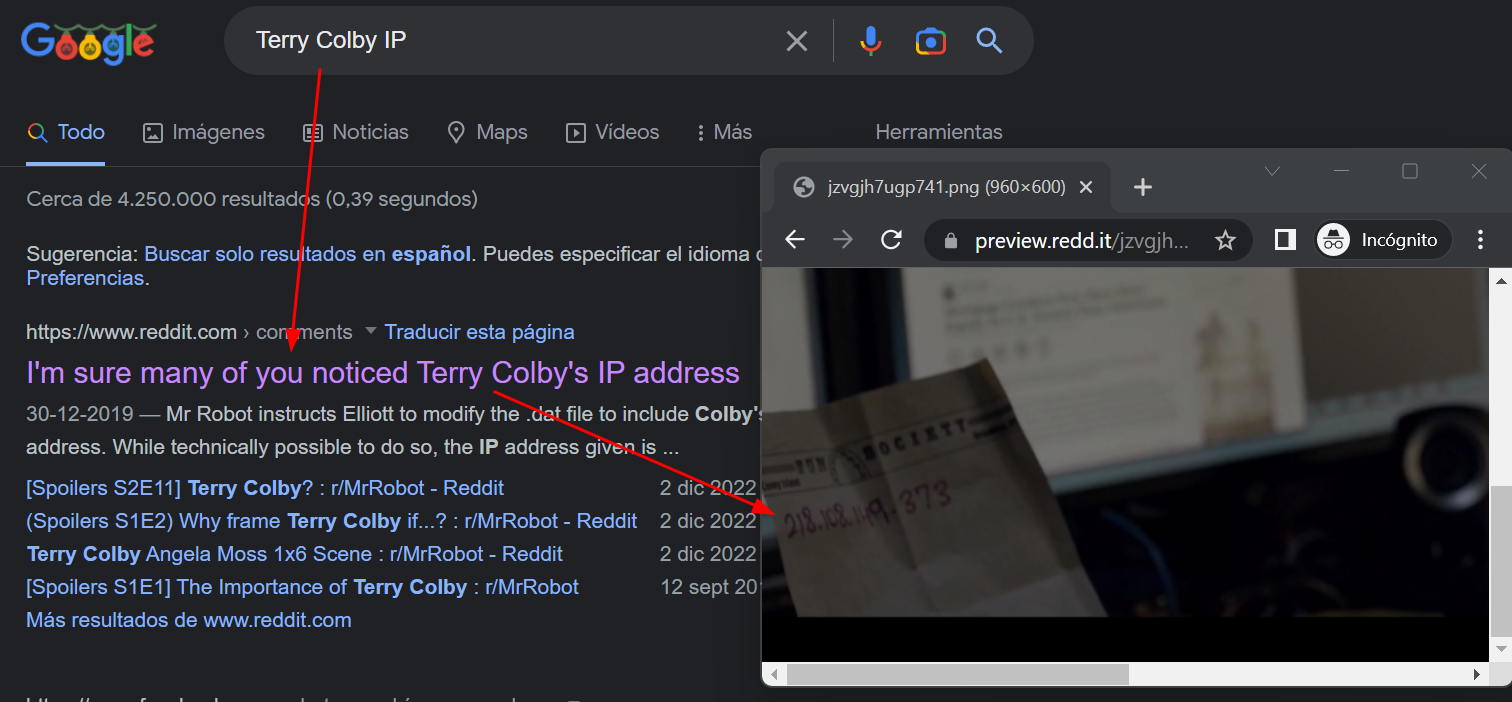 Google
Terry Colby IP
Todo Imágenes Noticias Maps Vídeos Más Herramientas
Cerca de 4.250.000 resultados (0,39 segundos)
Sugerencia: Buscar solo resultados en español. Puedes especificar el idioma
Preferencias.
https://www.reddit.com › comments Traducir esta página
I'm sure many of you noticed Terry Colby's IP address
30-12-2019 — Mr Robot instructs Elliott to modify the .dat file to include Colby's
address. While technically possible to do so, the IP address given is ...
[Spoilers S2E11] Terry Colby? : r/MrRobot - Reddit 2 dic 2022
(Spoilers S1E2) Why frame Terry Colby if...? : r/MrRobot - Reddit 2 dic 2022
Terry Colby Angela Moss 1x6 Scene : r/MrRobot - Reddit 2 dic 2022
[Spoilers S1E1] The Importance of Terry Colby : r/MrRobot 12 sept 20
Más resultados de www.reddit.com
jzvgjh7ugp741.png (960×600)
preview.redd.it/jzvgjh... Incógnito
FUN SOCIETY
218.108.149.373